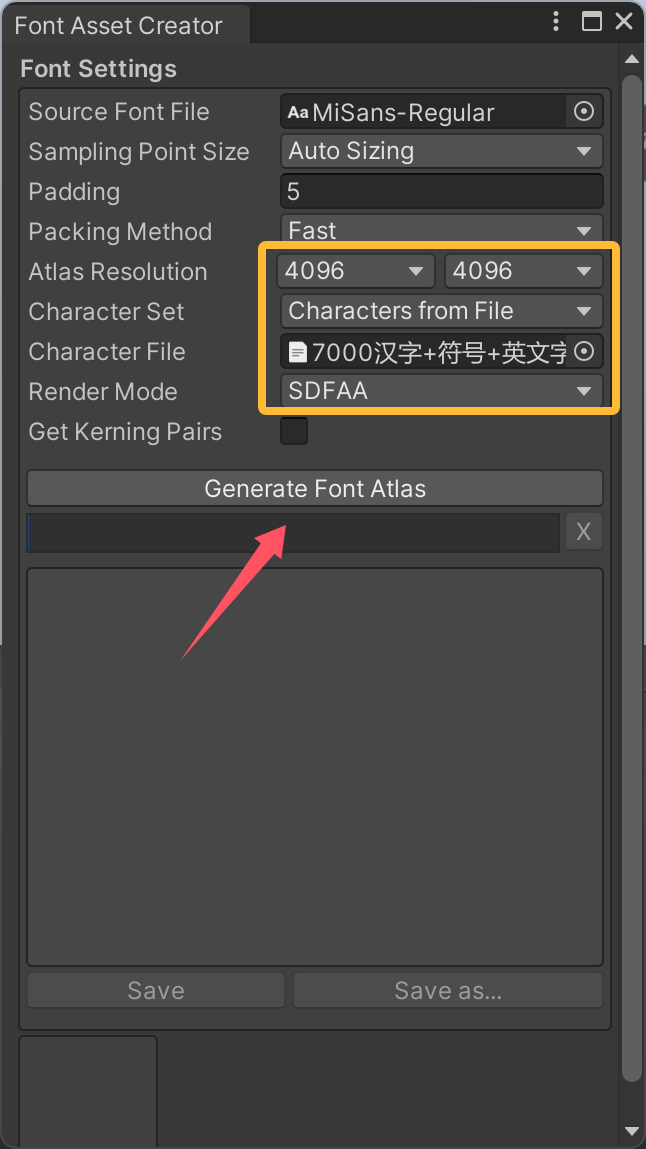 Font Asset Creator
Font Settings
Source Font File Aa MiSans-Regular
Sampling Point Size Auto Sizing
Padding 5
Packing Method Fast
Atlas Resolution 4096 4096
Character Set Characters from File
Character File 7000汉字+符号+英文字
Render Mode SDFAA
Get Kerning Pairs
Generate Font Atlas
X
Save Save as...